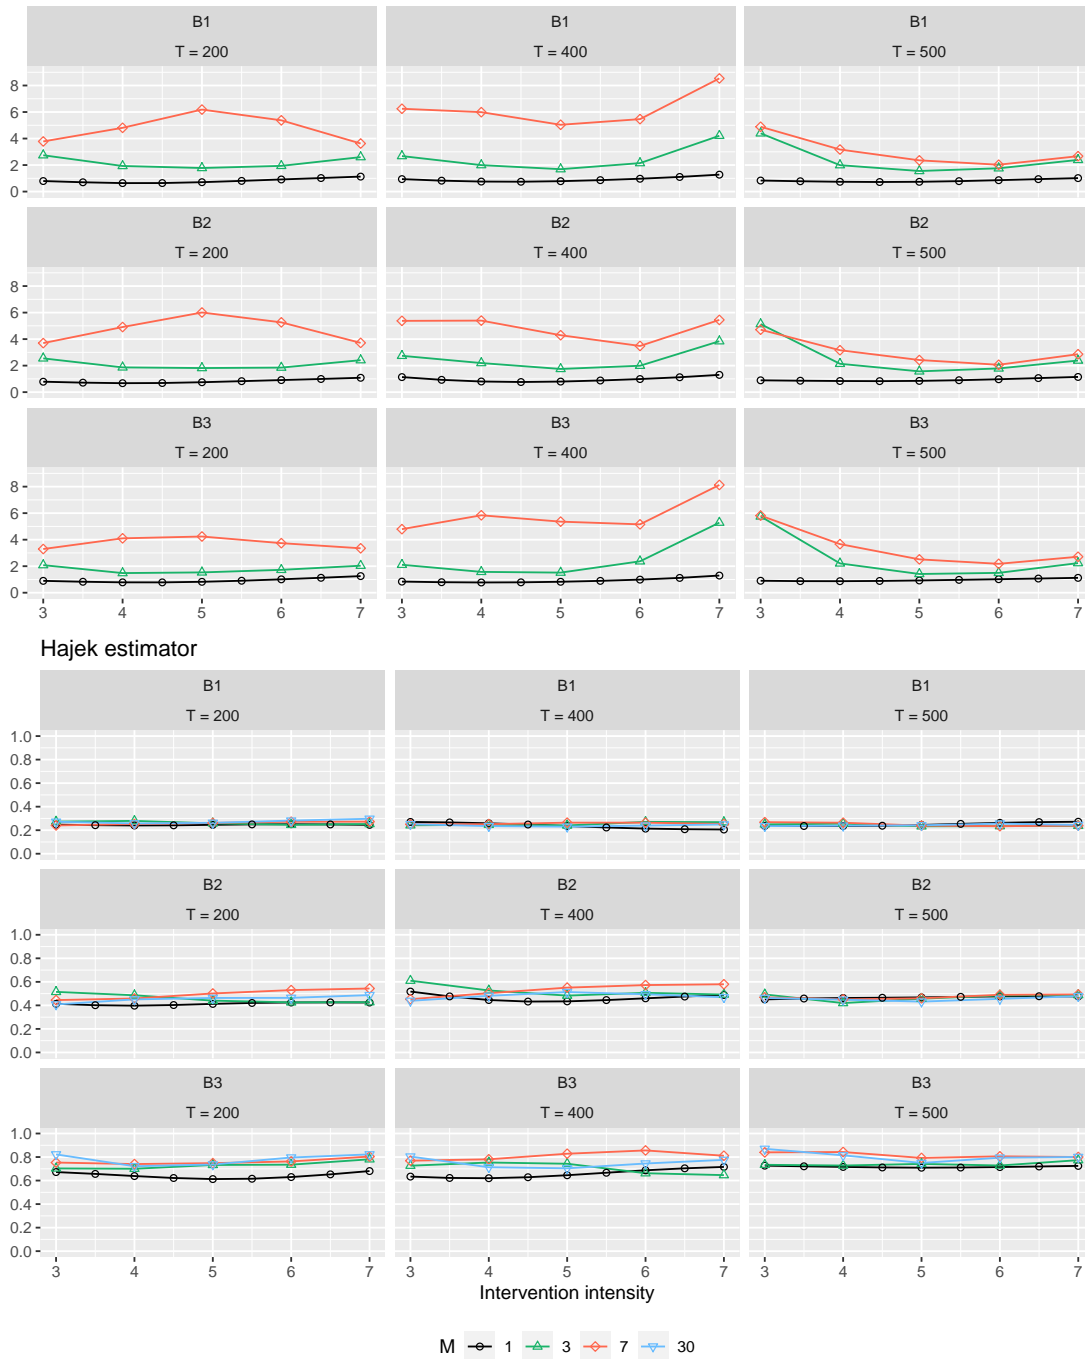 B1 B1 B1
T = 200 T = 400 T = 500
8
6
4
2
0
B2 B2 B2
T = 200 T = 400 T = 500
8
6
4
2
0
B3 B3 B3
T = 200 T = 400 T = 500
8
6
4
2
0
3 4 5 6 7 3 4 5 6 7 3 4 5 6 7
Hajek estimator
B1 B1 B1
T = 200 T = 400 T = 500
1.0
0.8
0.6
0.4
0.2
0.0
B2 B2 B2
T = 200 T = 400 T = 500
1.0
0.8
0.6
0.4
0.2
0.0
B3 B3 B3
T = 200 T = 400 T = 500
1.0
0.8
0.6
0.4
0.2
0.0
3 4 5 6 7 3 4 5 6 7 3 4 5 6 7
Intervention intensity
M 1 3 7 30